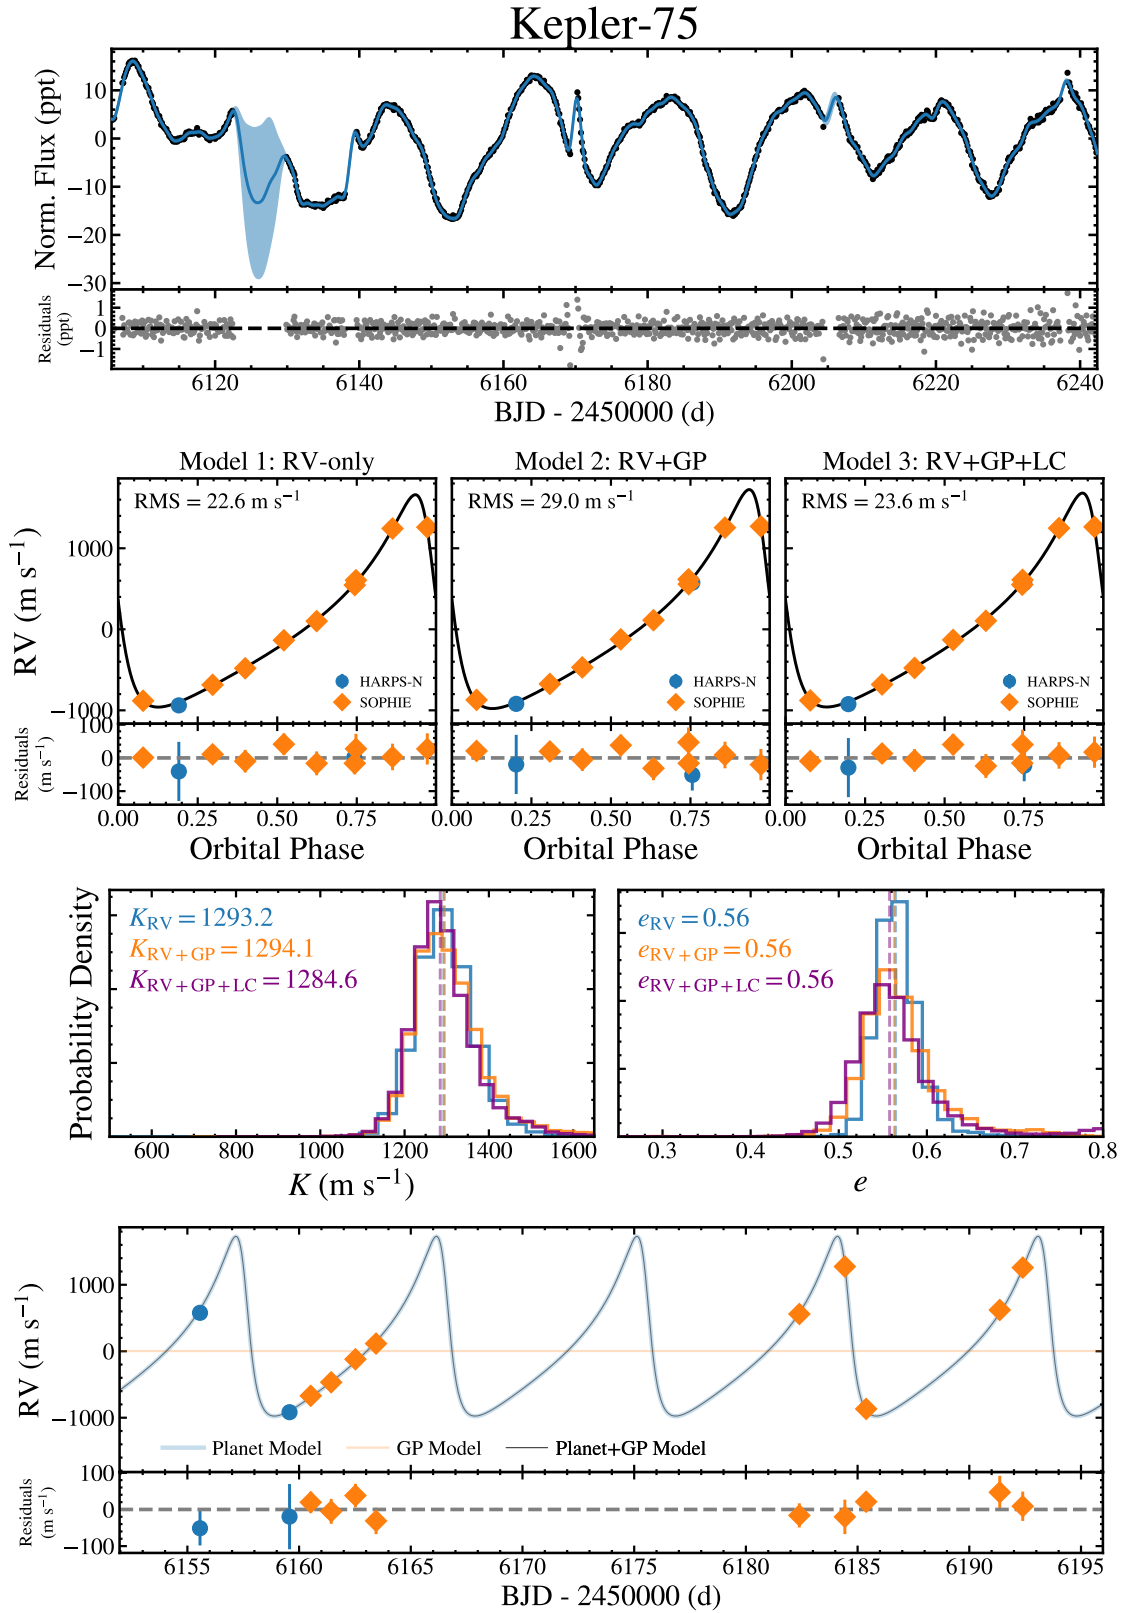 Kepler-75
Norm. Flux (ppt)
10
0
−10
−20
−30
Residuals
(ppt)
1
0
−1
6120 6140 6160 6180 6200 6220 6240
BJD - 2450000 (d)
Model 1: RV-only
Model 2: RV+GP
Model 3: RV+GP+LC
RV (m s⁻¹)
1000
0
−1000
RMS = 22.6 m s⁻¹
HARPS-N
SOPHIE
RMS = 29.0 m s⁻¹
HARPS-N
SOPHIE
RMS = 23.6 m s⁻¹
HARPS-N
SOPHIE
Residuals
(m s⁻¹)
100
0
−100
0.00 0.25 0.50 0.75
0.00 0.25 0.50 0.75
0.00 0.25 0.50 0.75 1.00
Orbital Phase
Orbital Phase
Orbital Phase
Probability Density
K_RV = 1293.2
K_RV+GP = 1294.1
K_RV+GP+LC = 1284.6
600 800 1000 1200 1400 1600
K (m s⁻¹)
e_RV = 0.56
e_RV+GP = 0.56
e_RV+GP+LC = 0.56
0.3 0.4 0.5 0.6 0.7 0.8
e
RV (m s⁻¹)
1000
0
−1000
Planet Model
GP Model
Planet+GP Model
Residuals
(m s⁻¹)
100
0
−100
6155 6160 6165 6170 6175 6180 6185 6190 6195
BJD - 2450000 (d)